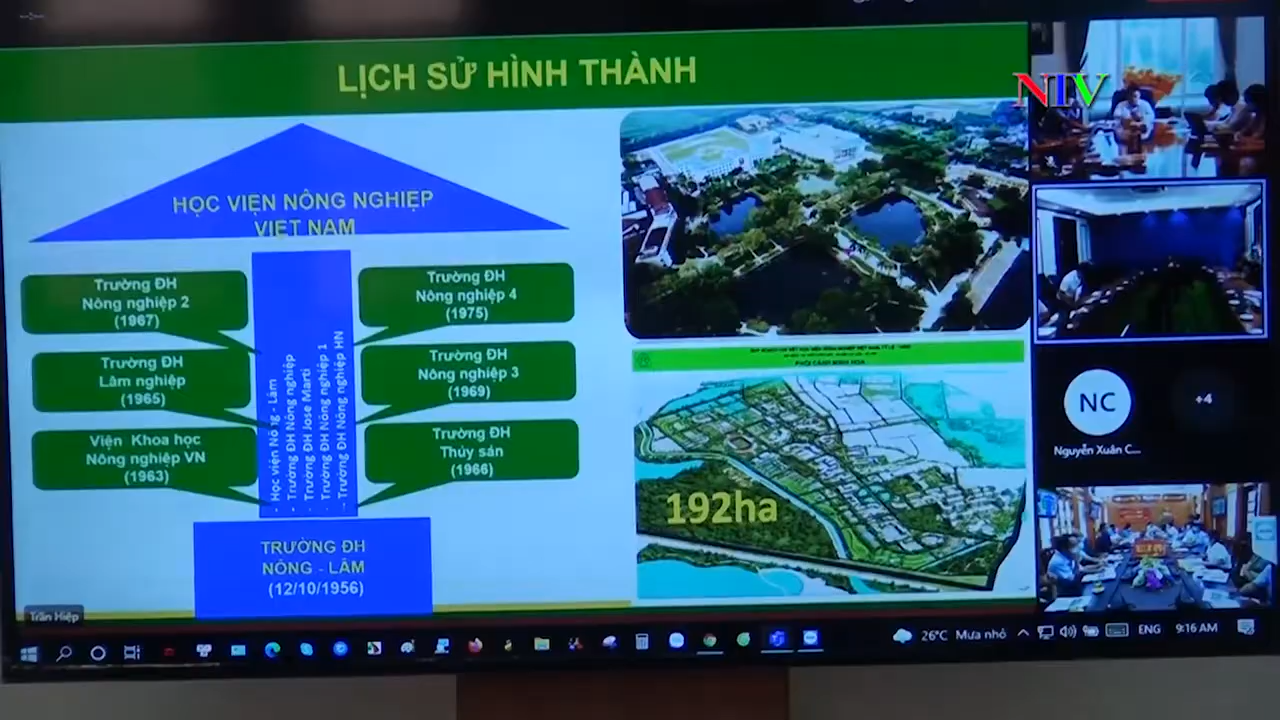 LỊCH SỬ HÌNH THÀNH
NTV
HỌC VIỆN NÔNG NGHIỆP
VIỆT NAM
Trường ĐH
Nông nghiệp 2
(1967)
Trường ĐH
Nông nghiệp 4
(1975)
Trường ĐH
Lâm nghiệp
(1965)
Trường ĐH
Nông nghiệp 3
(1969)
Viện Khoa học
Nông nghiệp VN
(1963)
Trường ĐH
Thủy sản
(1966)
- Học viện Nông - Lâm
- Trường ĐH Nông nghiệp
- Trường ĐH Jose Marti
- Trường ĐH Nông nghiệp 1
- Trường ĐH Nông nghiệp HN
TRƯỜNG ĐH
NÔNG - LÂM
(12/10/1956)
192ha
NC
+4
Nguyễn Xuân C...
Trần Hiệp
26°C Mưa nhỏ
ENG
9:16 AM